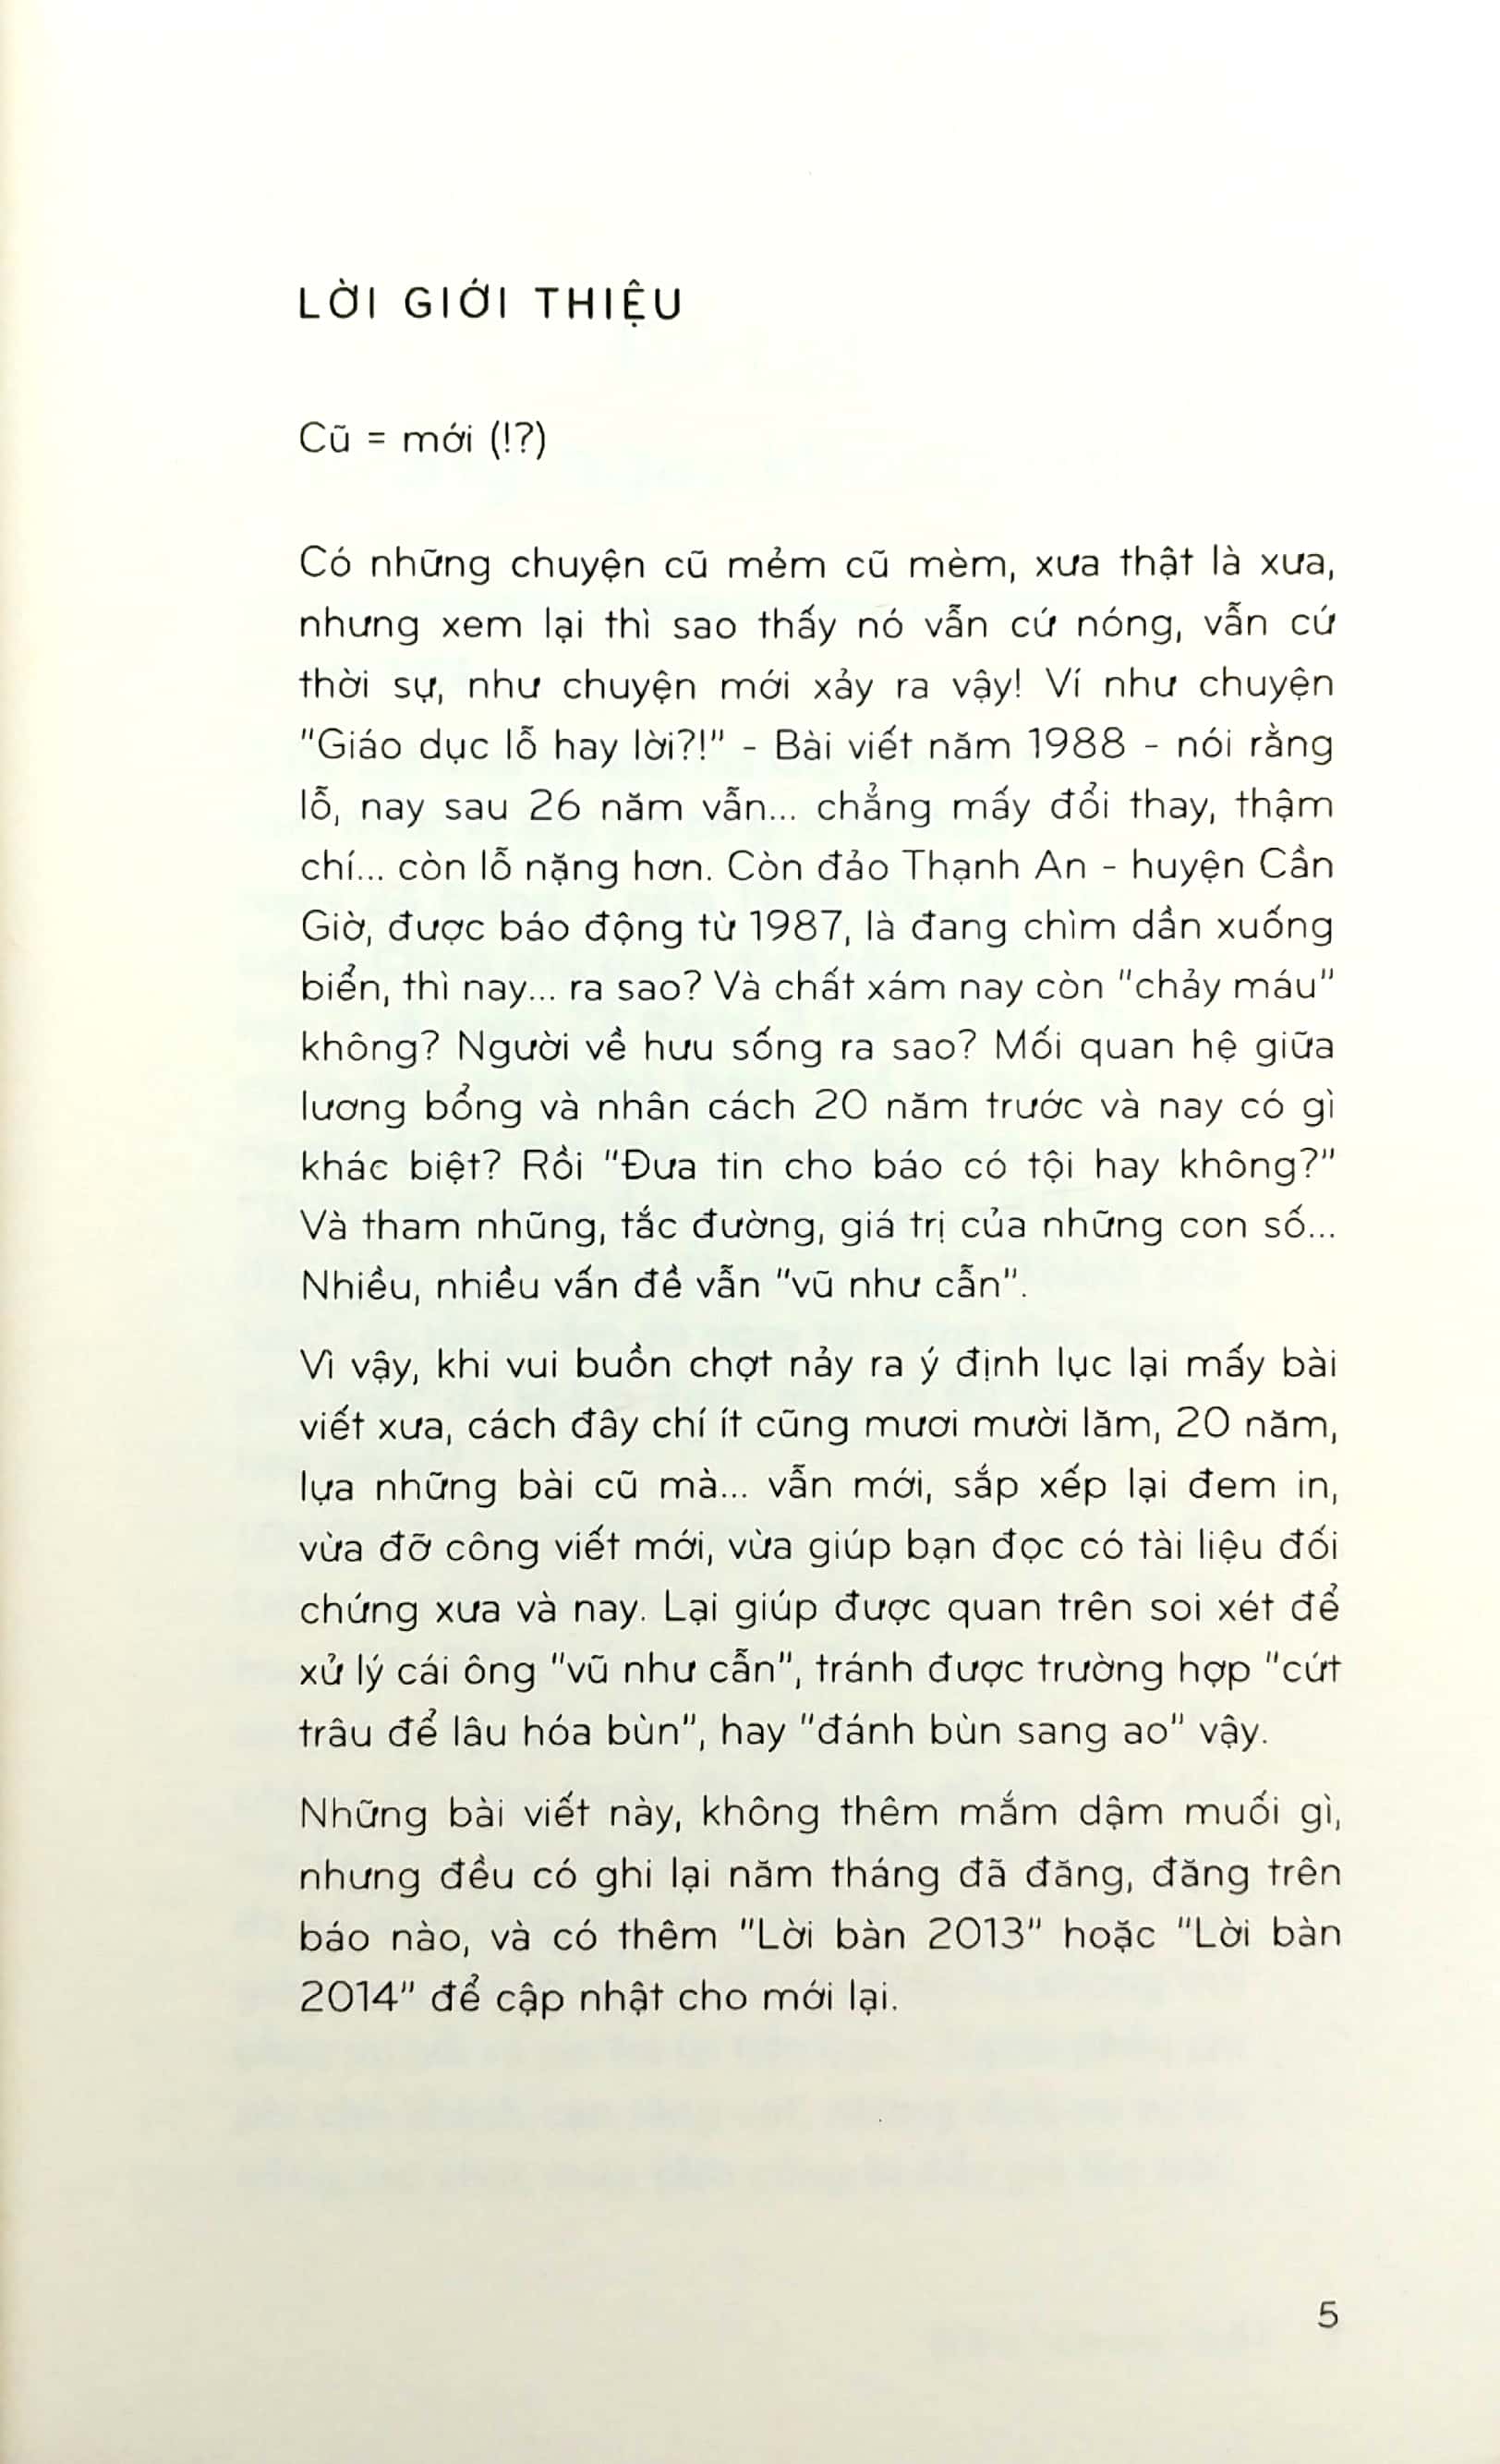 LỜI GIỚI THIỆU
Cũ = mới (!?)
Có những chuyện cũ mẻm cũ mèm, xưa thật là xưa,
nhưng xem lại thì sao thấy nó vẫn cứ nóng, vẫn cứ
thời sự, như chuyện mới xảy ra vậy! Ví như chuyện
"Giáo dục lỗ hay lời?!" - Bài viết năm 1988 - nói rằng
lỗ, nay sau 26 năm vẫn... chẳng mấy đổi thay, thậm
chí... còn lỗ nặng hơn. Còn đảo Thạnh An - huyện Cần
Giờ, được báo động từ 1987, là đang chìm dần xuống
biển, thì nay... ra sao? Và chất xám nay còn "chảy máu"
không? Người về hưu sống ra sao? Mối quan hệ giữa
lương bổng và nhân cách 20 năm trước và nay có gì
khác biệt? Rồi "Đưa tin cho báo có tội hay không?"
Và tham nhũng, tắc đường, giá trị của những con số...
Nhiều, nhiều vấn đề vẫn "vũ như cẫn".
Vì vậy, khi vui buồn chợt nảy ra ý định lục lại mấy bài
viết xưa, cách đây chí ít cũng mươi mười lăm, 20 năm,
lựa những bài cũ mà... vẫn mới, sắp xếp lại đem in,
vừa đỡ công viết mới, vừa giúp bạn đọc có tài liệu đối
chứng xưa và nay. Lại giúp được quan trên soi xét để
xử lý cái ông "vũ như cẫn", tránh được trường hợp "cứt
trâu để lâu hóa bùn", hay "đánh bùn sang ao" vậy.
Những bài viết này, không thêm mắm dậm muối gì,
nhưng đều có ghi lại năm tháng đã đăng, đăng trên
báo nào, và có thêm "Lời bàn 2013" hoặc "Lời bàn
2014" để cập nhật cho mới lại.
5